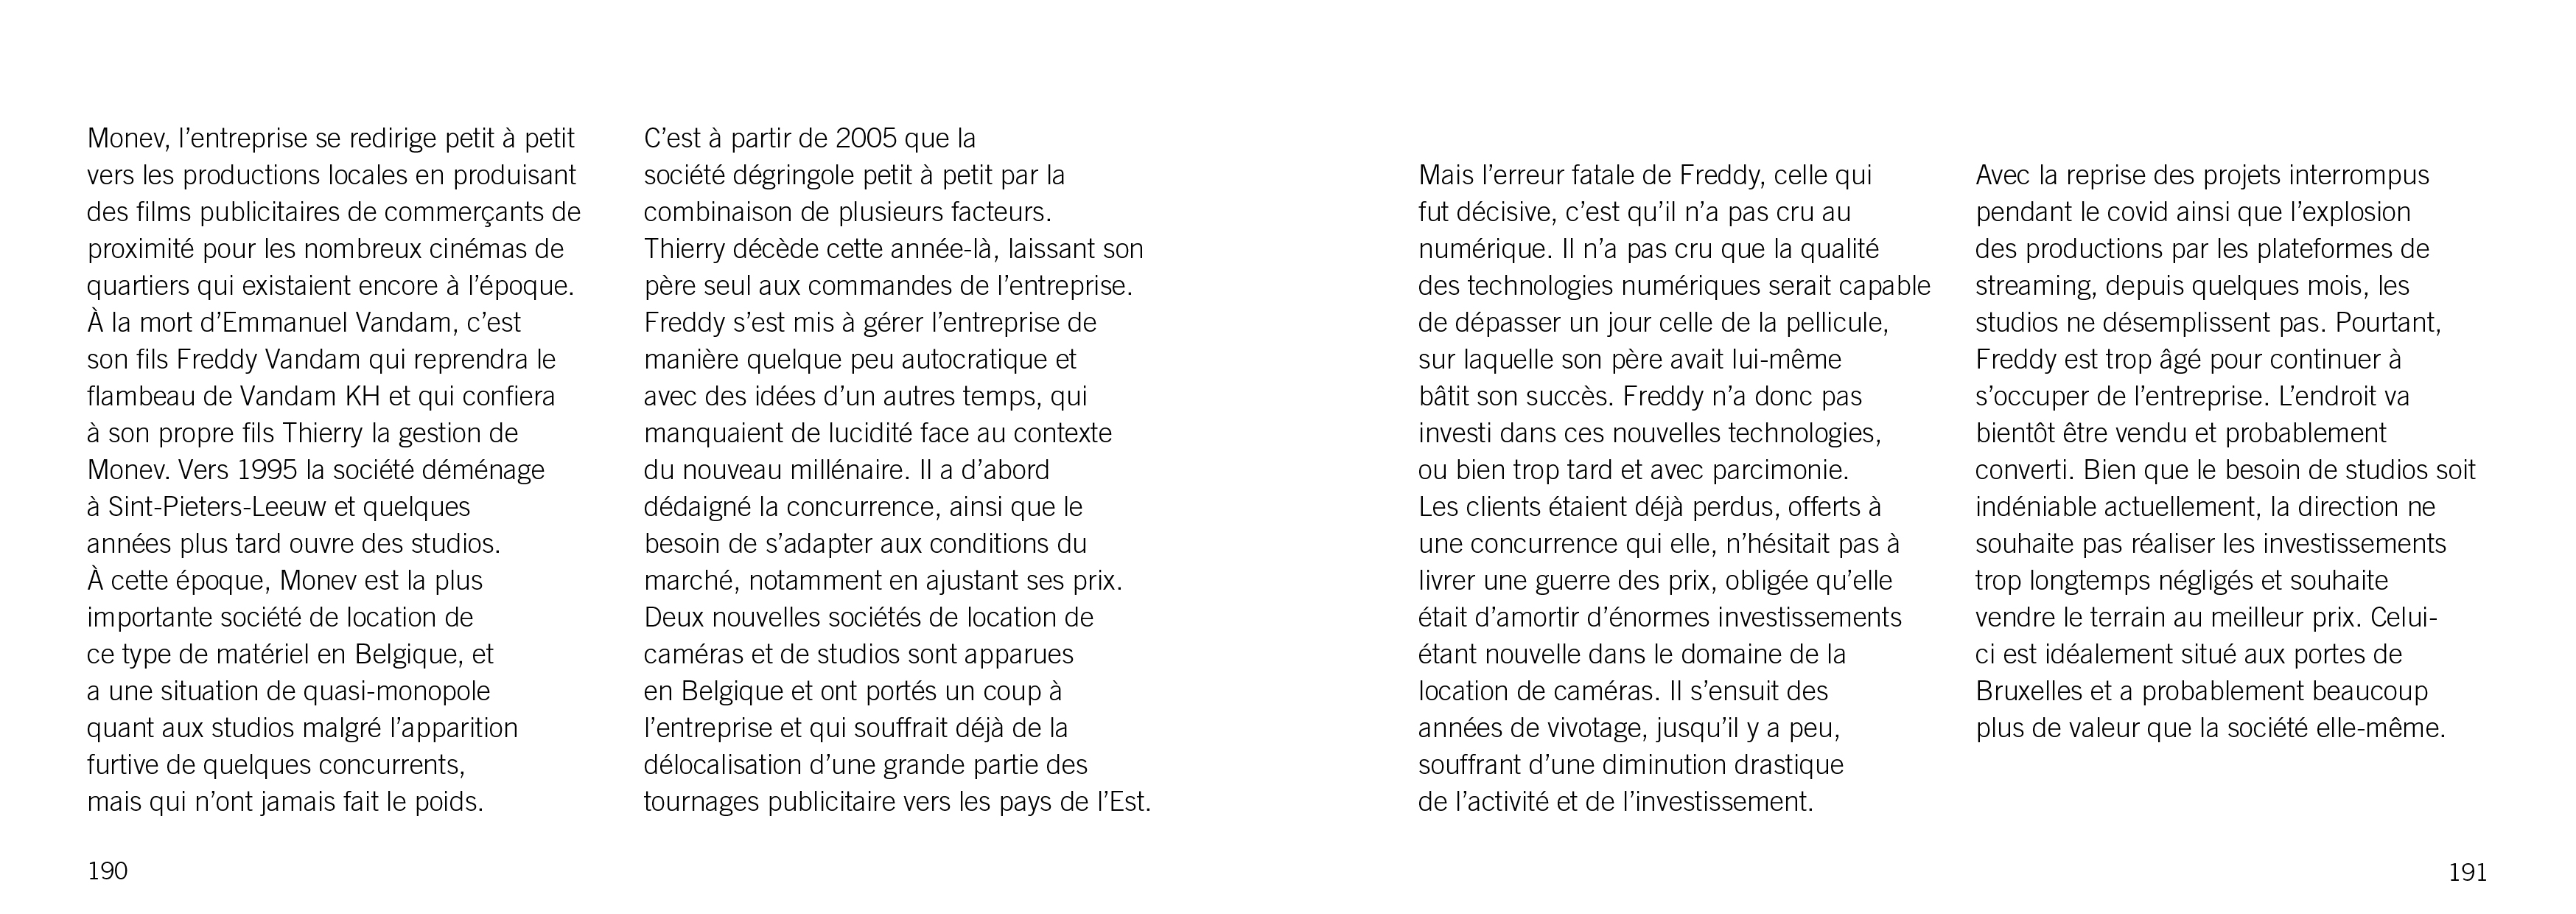 Monev, l’entreprise se redirige petit à petit
vers les productions locales en produisant
des films publicitaires de commerçants de
proximité pour les nombreux cinémas de
quartiers qui existaient encore à l’époque.
À la mort d’Emmanuel Vandam, c’est
son fils Freddy Vandam qui reprendra le
flambeau de Vandam KH et qui confiera
à son propre fils Thierry la gestion de
Monev. Vers 1995 la société déménage
à Sint-Pieters-Leeuw et quelques
années plus tard ouvre des studios.
À cette époque, Monev est la plus
importante société de location de
ce type de matériel en Belgique, et
a une situation de quasi-monopole
quant aux studios malgré l’apparition
furtive de quelques concurrents,
mais qui n’ont jamais fait le poids.
C’est à partir de 2005 que la
société dégringole petit à petit par la
combinaison de plusieurs facteurs.
Thierry décède cette année-là, laissant son
père seul aux commandes de l’entreprise.
Freddy s’est mis à gérer l’entreprise de
manière quelque peu autocratique et
avec des idées d’un autres temps, qui
manquaient de lucidité face au contexte
du nouveau millénaire. Il a d’abord
dédaigné la concurrence, ainsi que le
besoin de s’adapter aux conditions du
marché, notamment en ajustant ses prix.
Deux nouvelles sociétés de location de
caméras et de studios sont apparues
en Belgique et ont portés un coup à
l’entreprise et qui souffrait déjà de la
délocalisation d’une grande partie des
tournages publicitaire vers les pays de l’Est.
190
Mais l’erreur fatale de Freddy, celle qui
fut décisive, c’est qu’il n’a pas cru au
numérique. Il n’a pas cru que la qualité
des technologies numériques serait capable
de dépasser un jour celle de la pellicule,
sur laquelle son père avait lui-même
bâtit son succès. Freddy n’a donc pas
investi dans ces nouvelles technologies,
ou bien trop tard et avec parcimonie.
Les clients étaient déjà perdus, offerts à
une concurrence qui elle, n’hésitait pas à
livrer une guerre des prix, obligée qu’elle
était d’amortir d’énormes investissements
étant nouvelle dans le domaine de la
location de caméras. Il s’ensuit des
années de vivotage, jusqu’il y a peu,
souffrant d’une diminution drastique
de l’activité et de l’investissement.
Avec la reprise des projets interrompus
pendant le covid ainsi que l’explosion
des productions par les plateformes de
streaming, depuis quelques mois, les
studios ne désemplissent pas. Pourtant,
Freddy est trop âgé pour continuer à
s’occuper de l’entreprise. L’endroit va
bientôt être vendu et probablement
converti. Bien que le besoin de studios soit
indéniable actuellement, la direction ne
souhaite pas réaliser les investissements
trop longtemps négligés et souhaite
vendre le terrain au meilleur prix. Celui-
ci est idéalement situé aux portes de
Bruxelles et a probablement beaucoup
plus de valeur que la société elle-même.
191